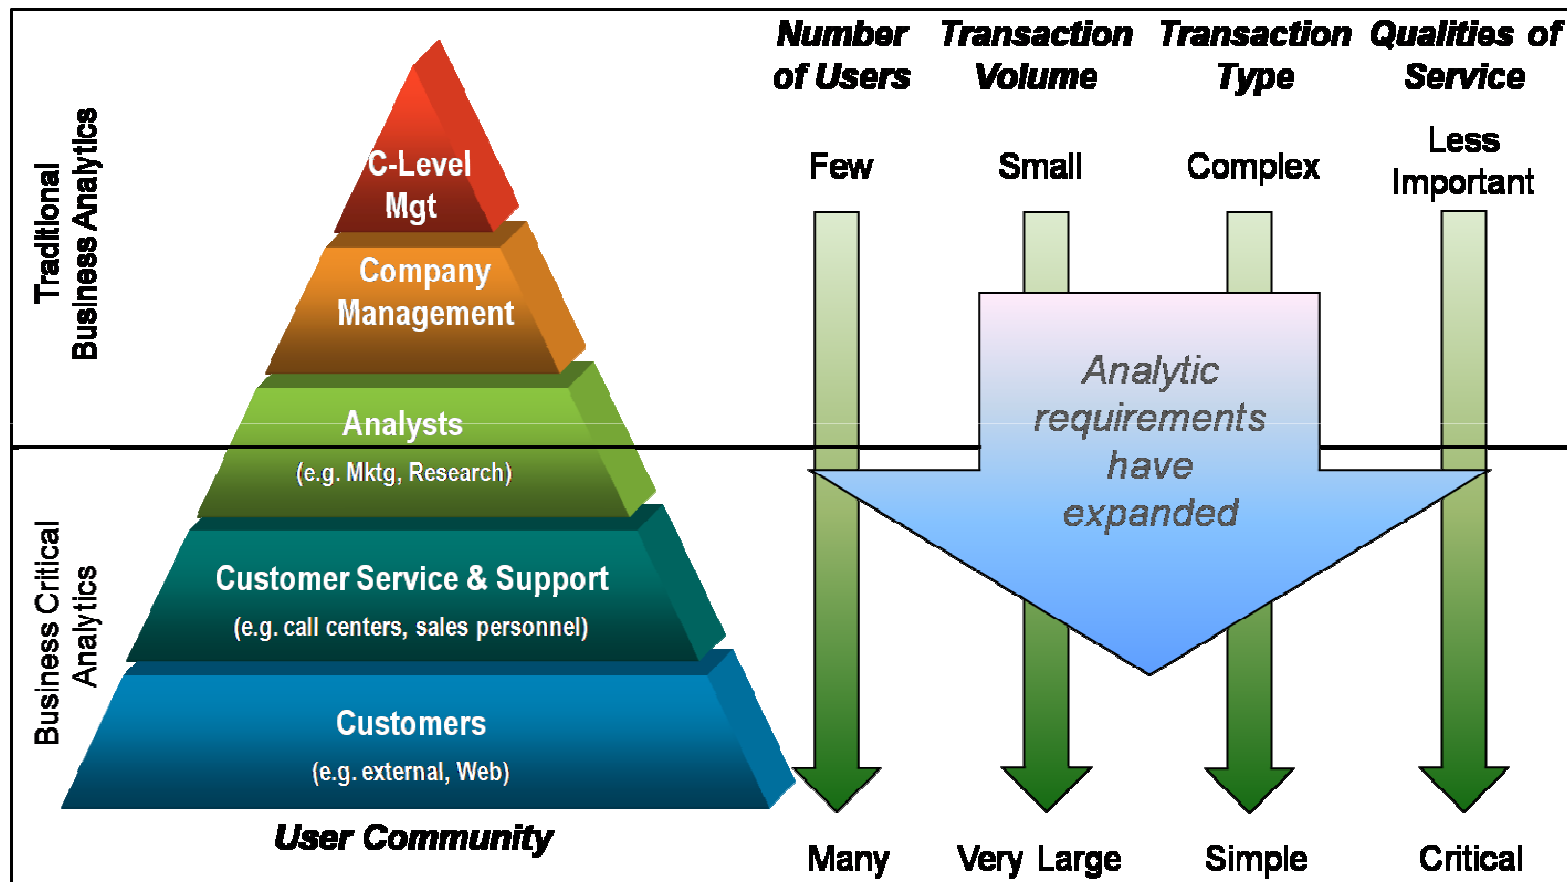 Traditional
Business Analytics
Business Critical
Analytics
C-Level
Mgt
Company
Management
Analysts
(e.g. Mktg, Research)
Customer Service & Support
(e.g. call centers, sales personnel)
Customers
(e.g. external, Web)
User Community
Number
of Users
Transaction
Volume
Transaction
Type
Qualities of
Service
Few
Small
Complex
Less
Important
Analytic
requirements
have
expanded
Many
Very Large
Simple
Critical